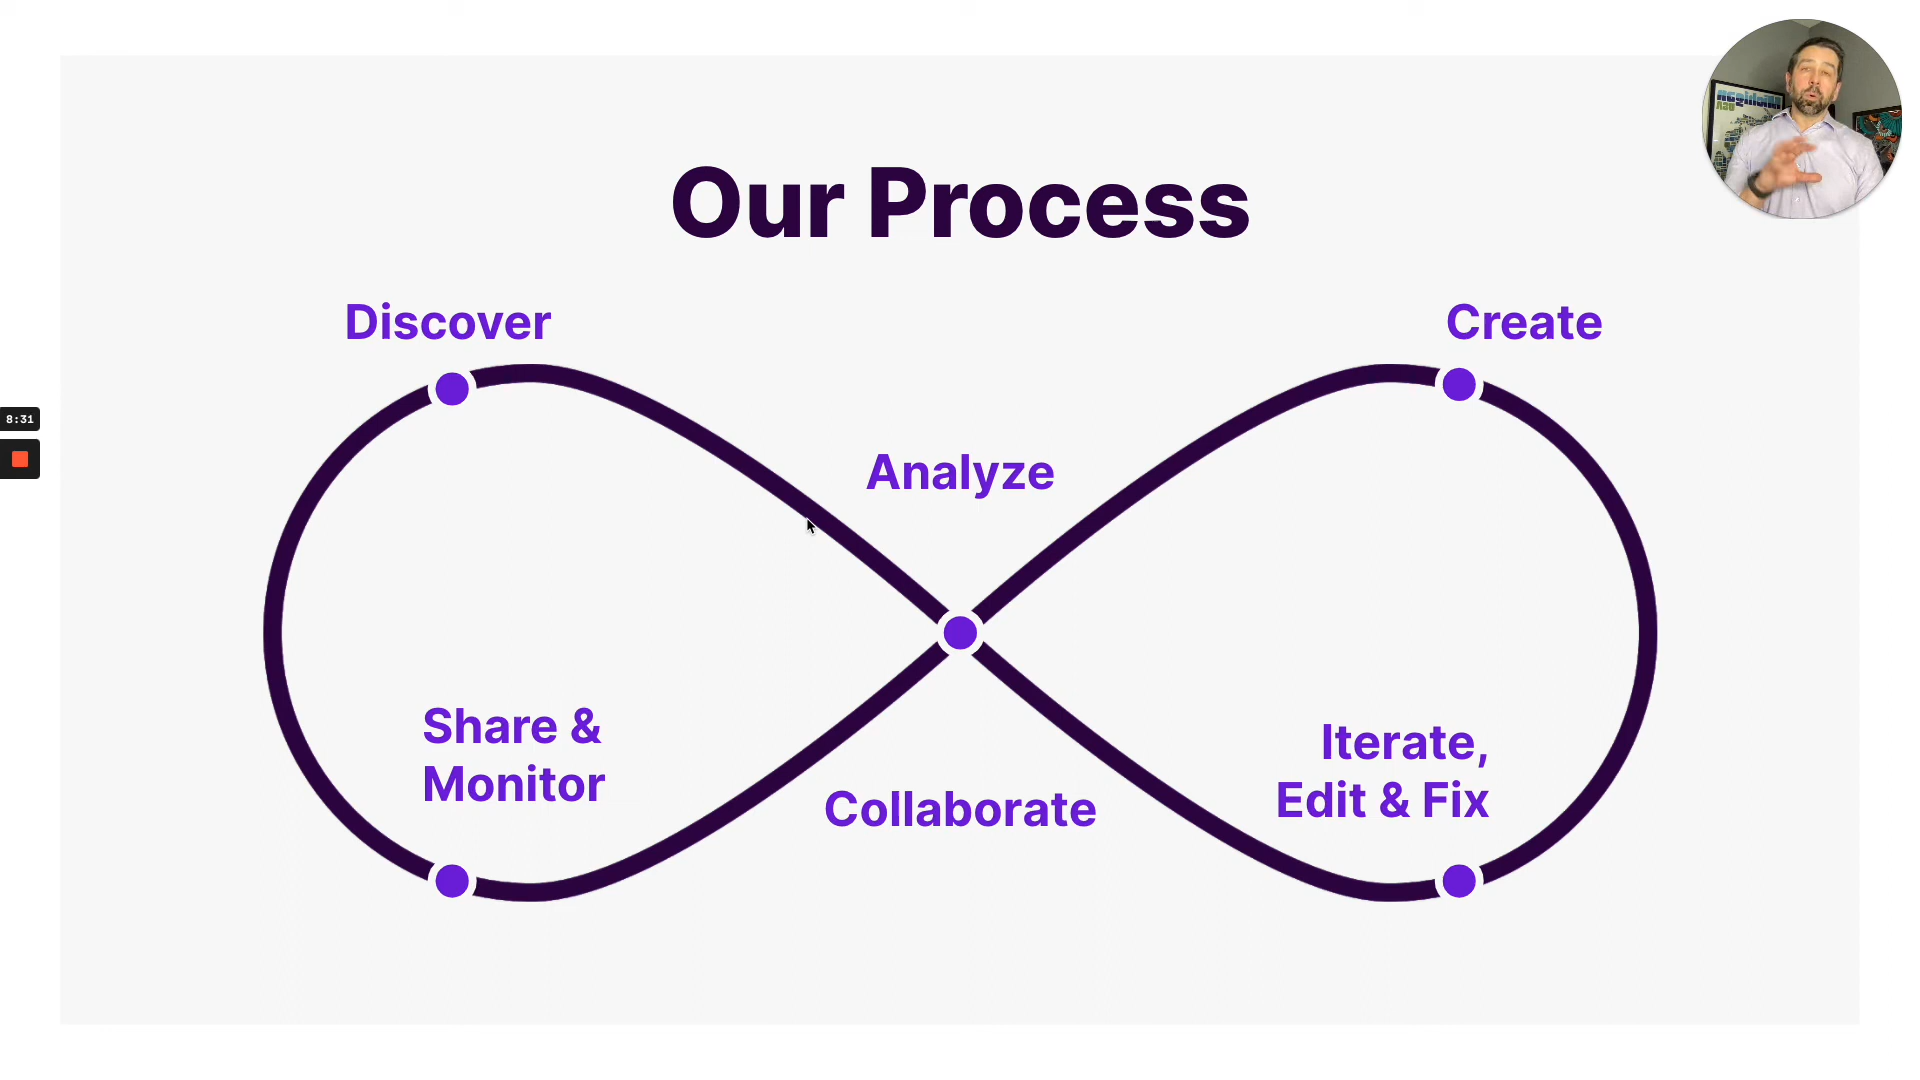 Our Process
Discover
Create
8:31
Analyze
Share &
Monitor
Iterate,
Edit & Fix
Collaborate